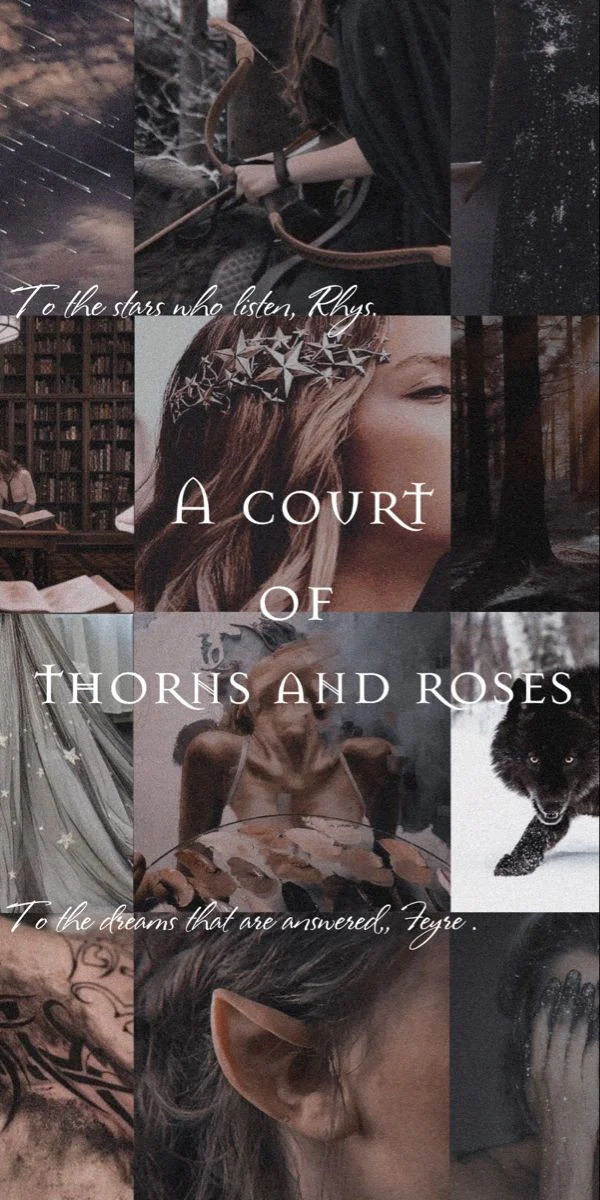 To the stars who listen, Rhys.
A COURT
OF
THORNS AND ROSES
To the dreams that are answered,, Feyre .